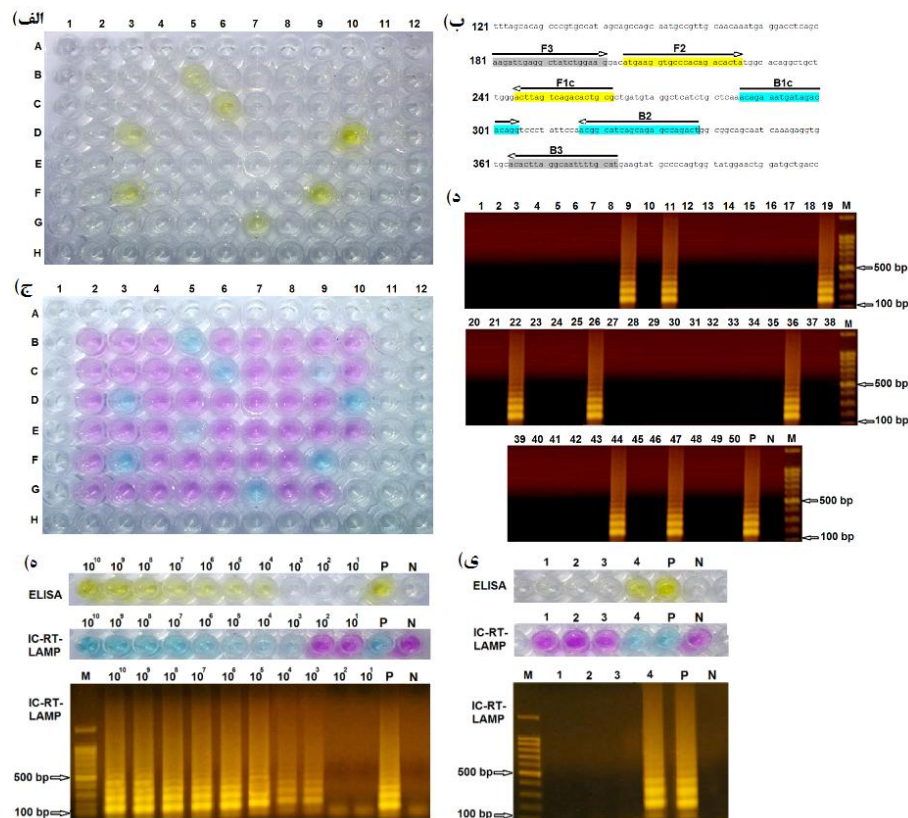 الف)
1 2 3 4 5 6 7 8 9 10 11 12
A
B
C
D
E
F
G
H
ب)
121 tttagcacag cccgtgccat agcagccagc aatgccgttg caacaaatga ggacctcagc
F3 F2
181 aagattgagg ctatctggaa ggacatgaag gtgcccacag acactatggc acaggctgct
F1c B1c
241 tgggacttag tcagacactg cgctgatgta ggctcatctg ctcaaacaga aatgatagac
B2
301 acaggtccct attccaacgg catcagcaga gccagactgg cggcagcaat caaagaggtg
B3
361 tgcacactta ggcaattttg catgaagtat gccccagtgg tatggaactg gatgctgacc
ج)
1 2 3 4 5 6 7 8 9 10 11 12
A
B
C
D
E
F
G
H
د)
1 2 3 4 5 6 7 8 9 10 11 12 13 14 15 16 17 18 19 M
500 bp
100 bp
20 21 22 23 24 25 26 27 28 29 30 31 32 33 34 35 36 37 38 M
500 bp
100 bp
39 40 41 42 43 44 45 46 47 48 49 50 P N M
500 bp
100 bp
ه)
10¹⁰ 10⁹ 10⁸ 10⁷ 10⁶ 10⁵ 10⁴ 10³ 10² 10¹ P N
ELISA
10¹⁰ 10⁹ 10⁸ 10⁷ 10⁶ 10⁵ 10⁴ 10³ 10² 10¹ P N
IC-RT-
LAMP
M 10¹⁰ 10⁹ 10⁸ 10⁷ 10⁶ 10⁵ 10⁴ 10³ 10² 10¹ P N
IC-RT-
LAMP
500 bp
100 bp
ی)
1 2 3 4 P N
ELISA
1 2 3 4 P N
IC-RT-
LAMP
M 1 2 3 4 P N
IC-RT-
LAMP
500 bp
100 bp